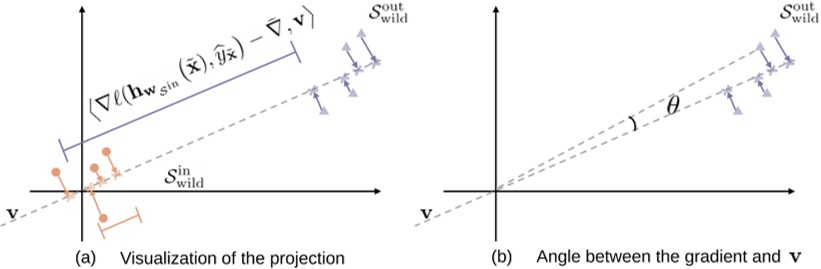 𝒮_wild^out
⟨∇ℓ(𝐡_{𝐰_{𝒮^in}}(x̃), ŷ_x̃) − ∇̄, 𝐯⟩
𝒮_wild^in
𝐯
(a) Visualization of the projection
𝒮_wild^out
θ
𝐯
(b) Angle between the gradient and 𝐯